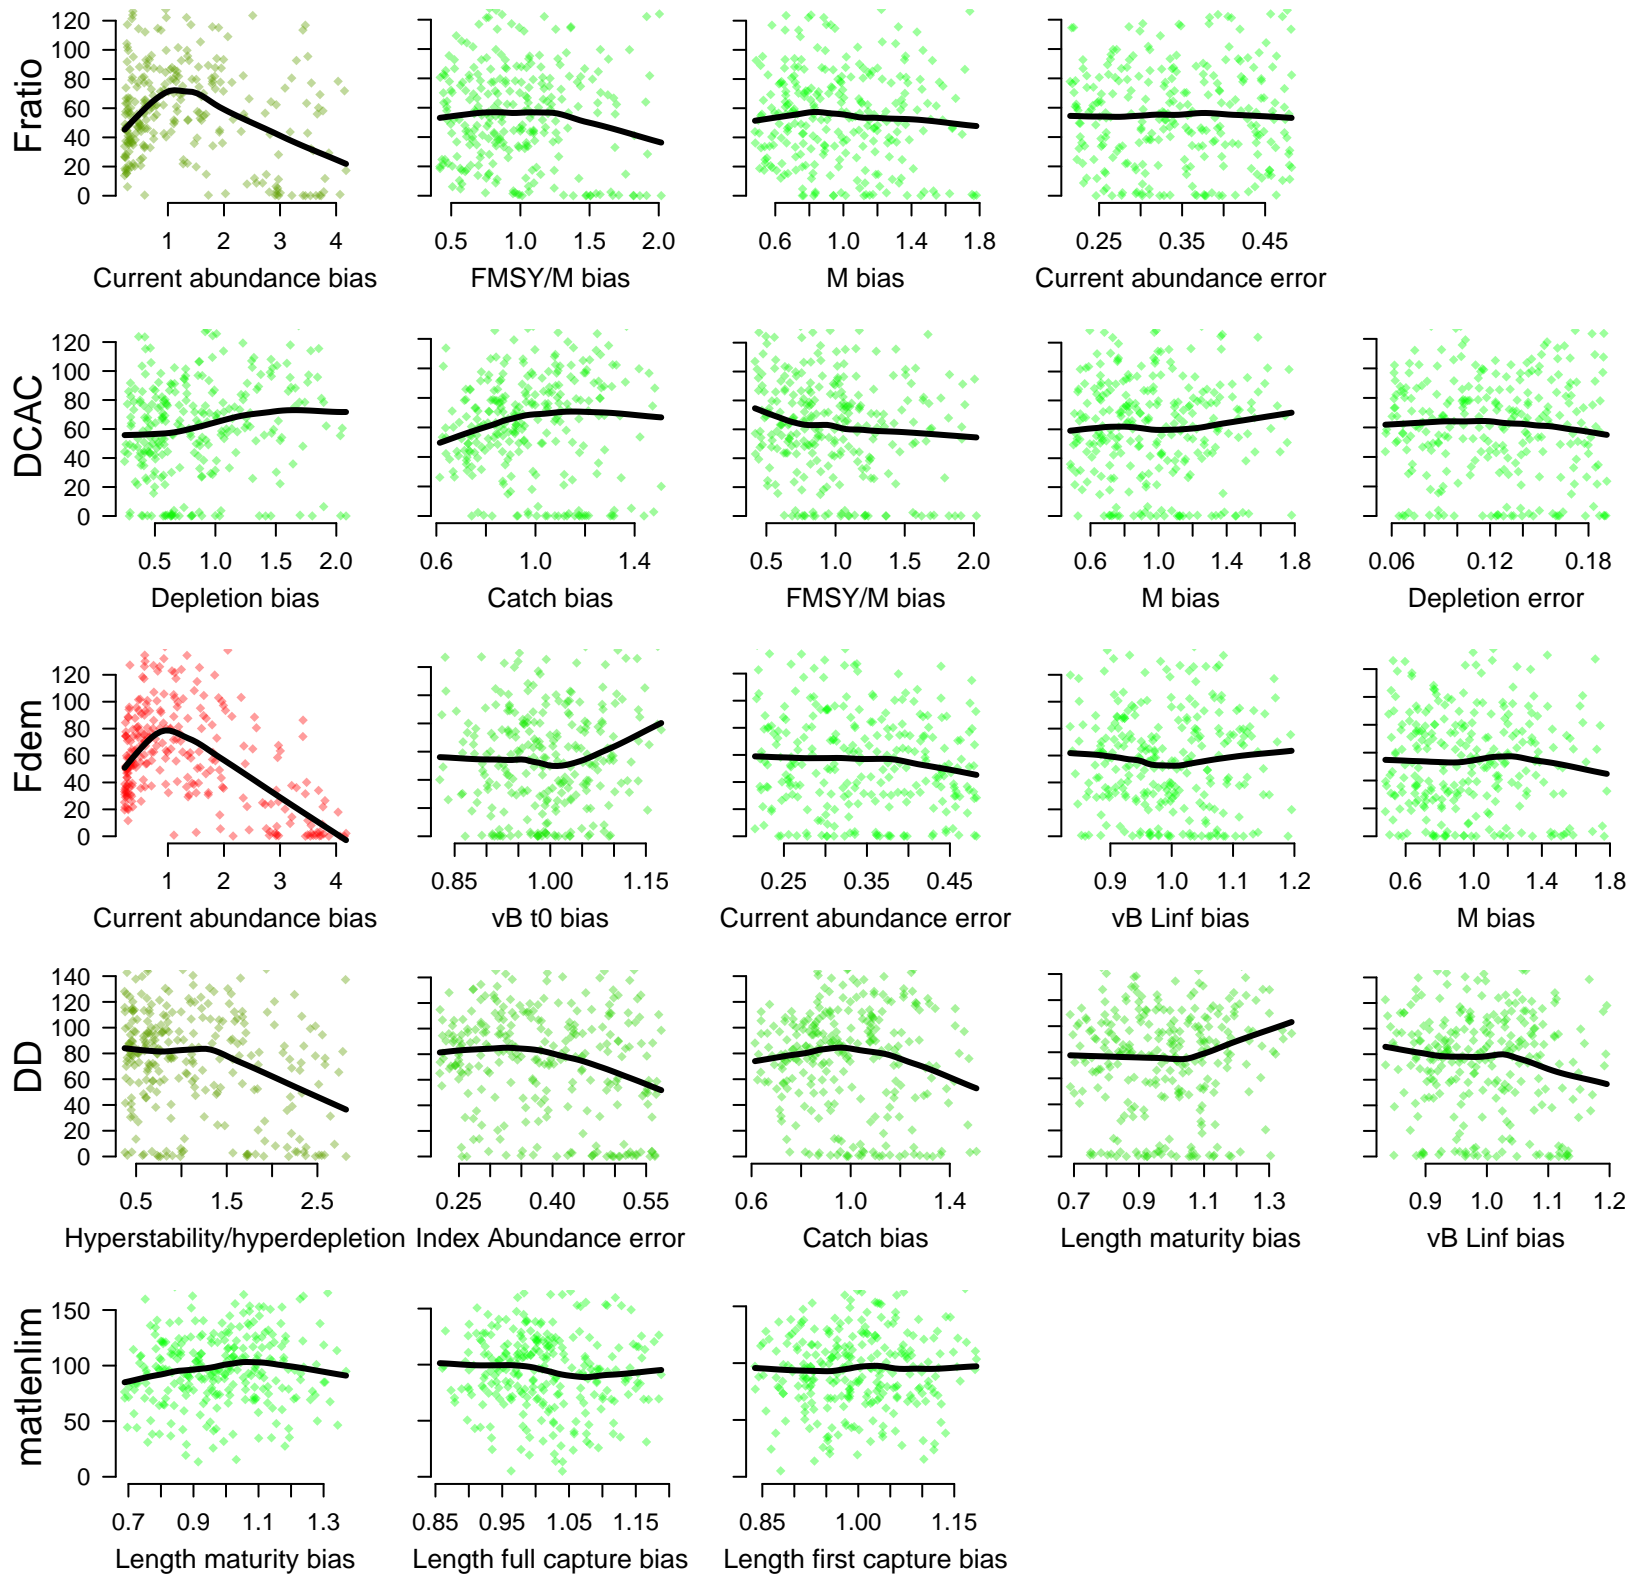 Fratio
120
100
80
60
40
20
0
1 2 3 4
0.5 1.0 1.5 2.0
0.6 1.0 1.4 1.8
0.25 0.35 0.45
Current abundance bias
FMSY/M bias
M bias
Current abundance error
DCAC
120
100
80
60
40
20
0
0.5 1.0 1.5 2.0
0.6 1.0 1.4
0.5 1.0 1.5 2.0
0.6 1.0 1.4 1.8
0.06 0.12 0.18
Depletion bias
Catch bias
FMSY/M bias
M bias
Depletion error
Fdem
120
100
80
60
40
20
0
1 2 3 4
0.85 1.00 1.15
0.25 0.35 0.45
0.9 1.0 1.1 1.2
0.6 1.0 1.4 1.8
Current abundance bias
vB t0 bias
Current abundance error
vB Linf bias
M bias
DD
140
120
100
80
60
40
20
0
0.5 1.5 2.5
0.25 0.40 0.55
0.6 1.0 1.4
0.7 0.9 1.1 1.3
0.9 1.0 1.1 1.2
Hyperstability/hyperdepletion
Index Abundance error
Catch bias
Length maturity bias
vB Linf bias
matlenlim
150
100
50
0
0.7 0.9 1.1 1.3
0.85 0.95 1.05 1.15
0.85 1.00 1.15
Length maturity bias
Length full capture bias
Length first capture bias